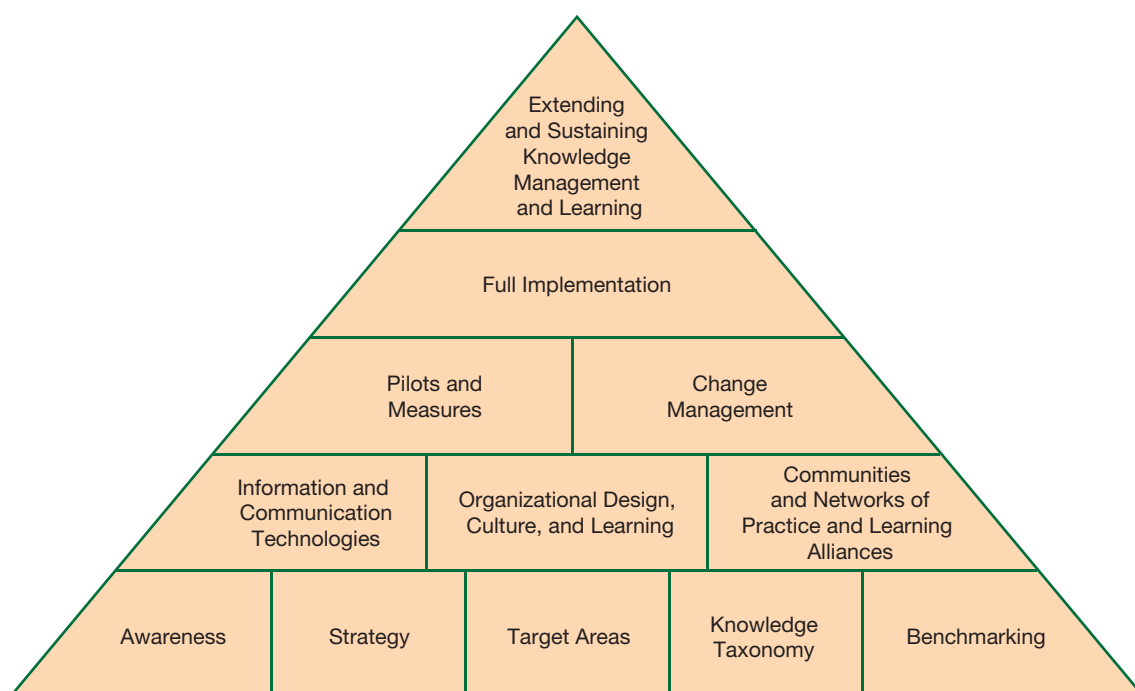 Extending
and Sustaining
Knowledge
Management
and Learning
Full Implementation
Pilots and
Measures
Change
Management
Information and
Communication
Technologies
Organizational Design,
Culture, and Learning
Communities
and Networks of
Practice and Learning
Alliances
Awareness
Strategy
Target Areas
Knowledge
Taxonomy
Benchmarking